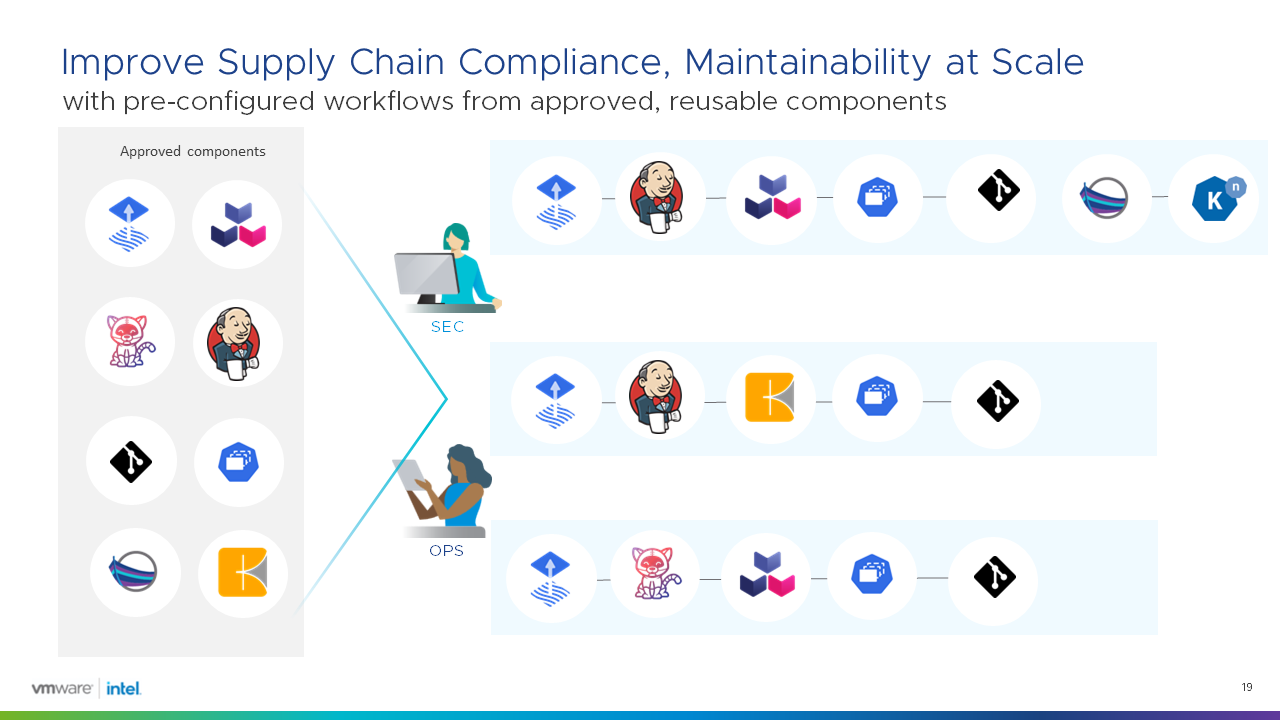 Improve Supply Chain Compliance, Maintainability at Scale
with pre-configured workflows from approved, reusable components
Approved components
K n
SEC
OPS
vmware intel.
19